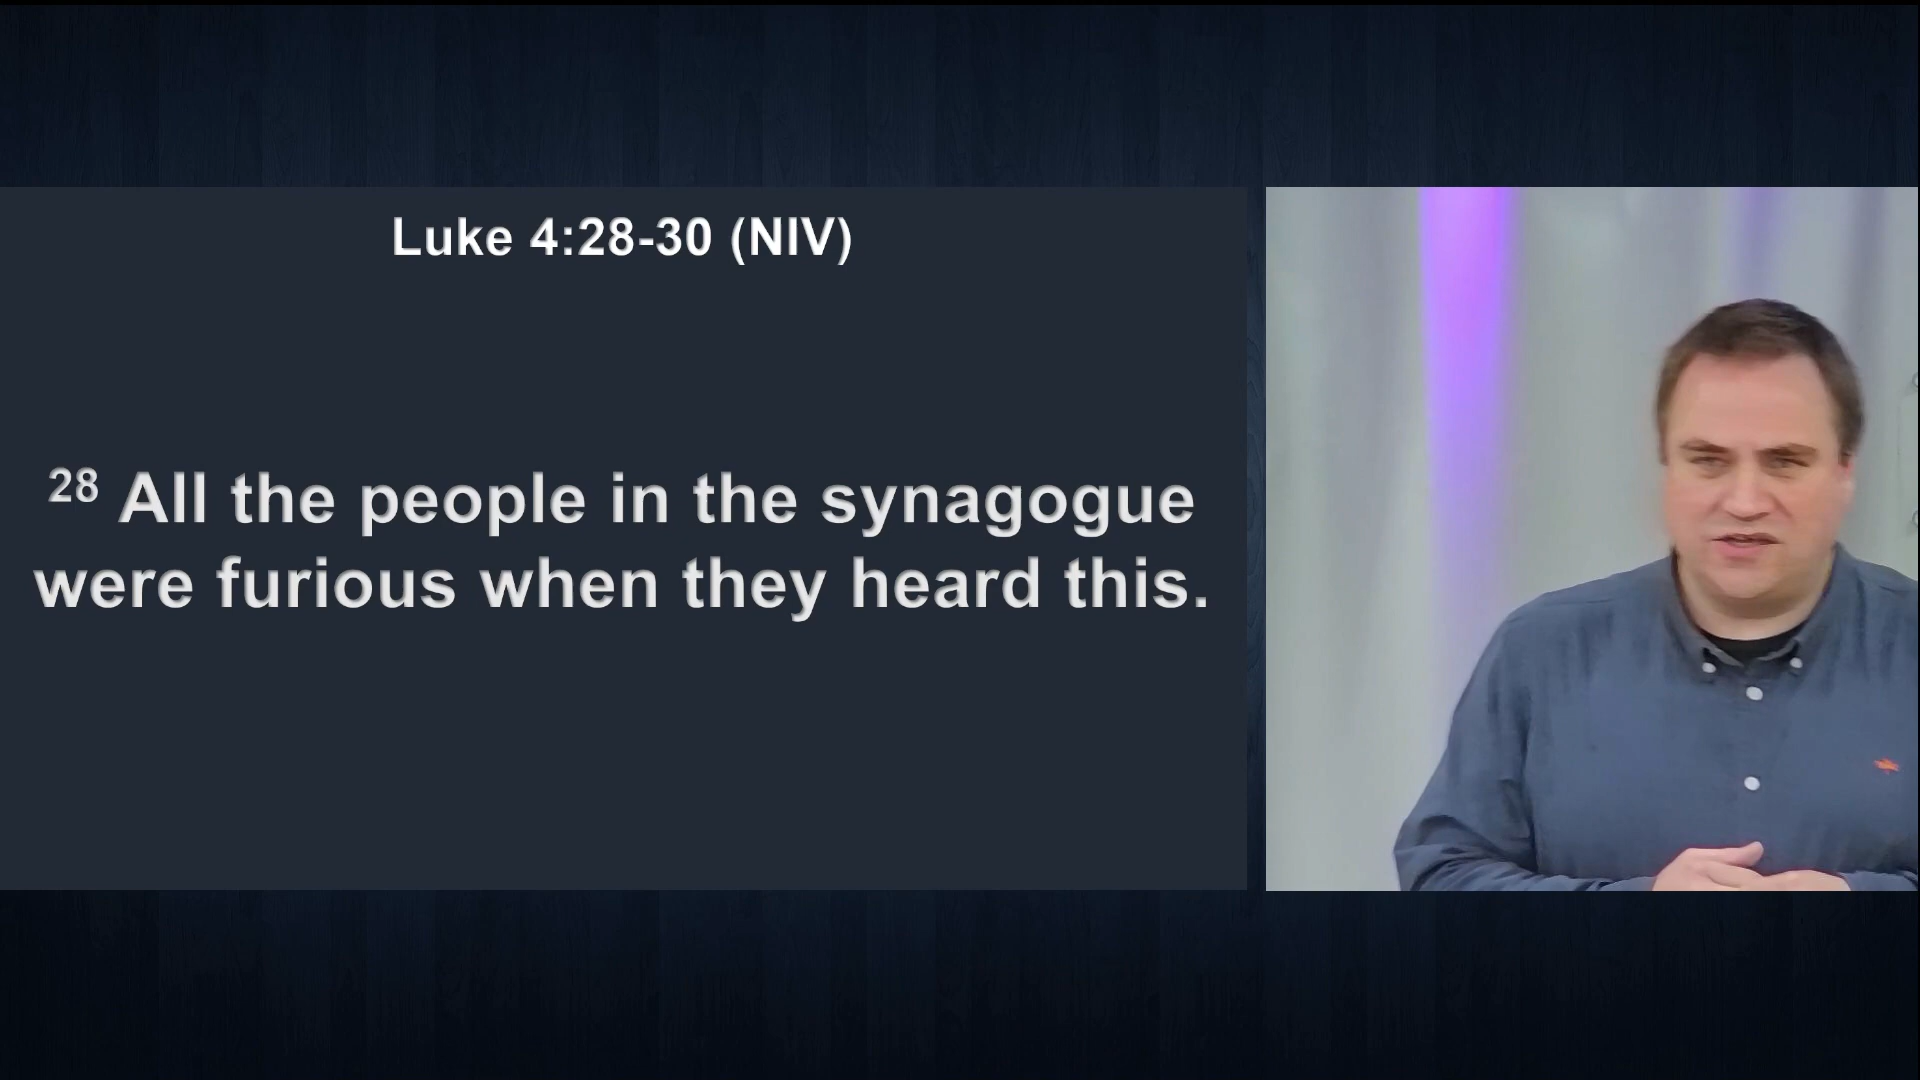 Luke 4:28-30 (NIV)
28 All the people in the synagogue
were furious when they heard this.